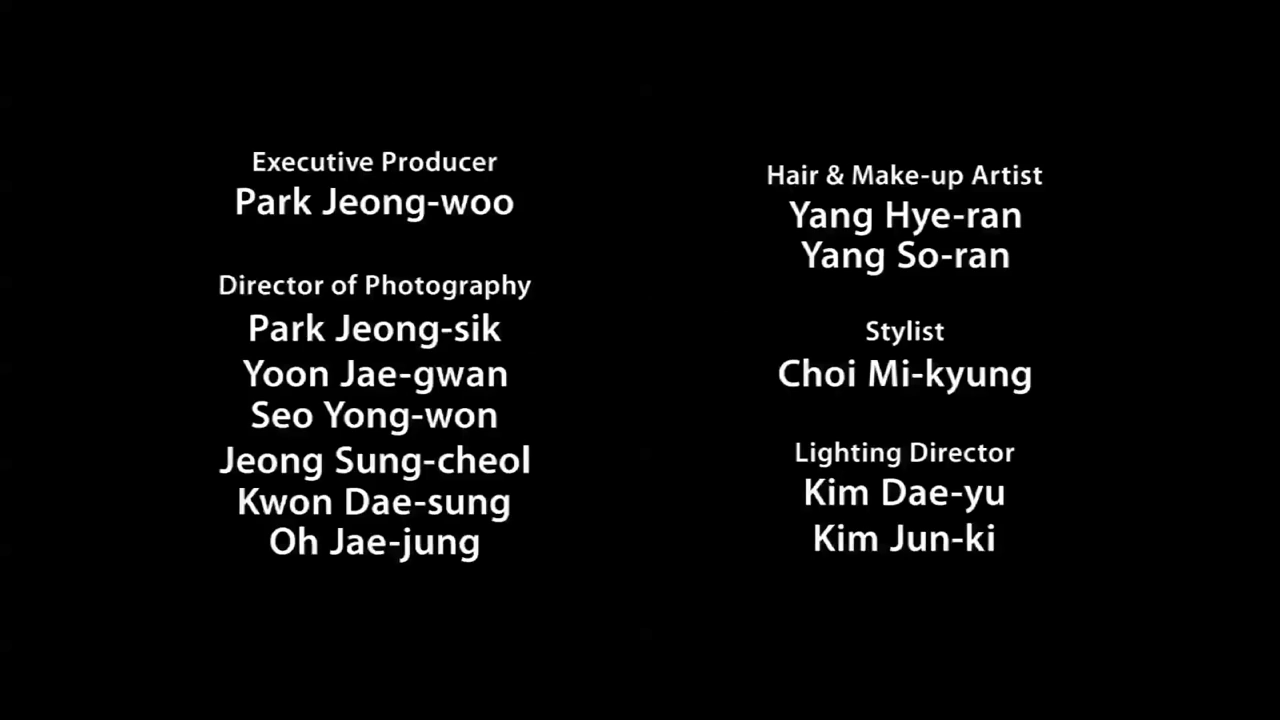 Executive Producer
Park Jeong-woo
Director of Photography
Park Jeong-sik
Yoon Jae-gwan
Seo Yong-won
Jeong Sung-cheol
Kwon Dae-sung
Oh Jae-jung
Hair & Make-up Artist
Yang Hye-ran
Yang So-ran
Stylist
Choi Mi-kyung
Lighting Director
Kim Dae-yu
Kim Jun-ki